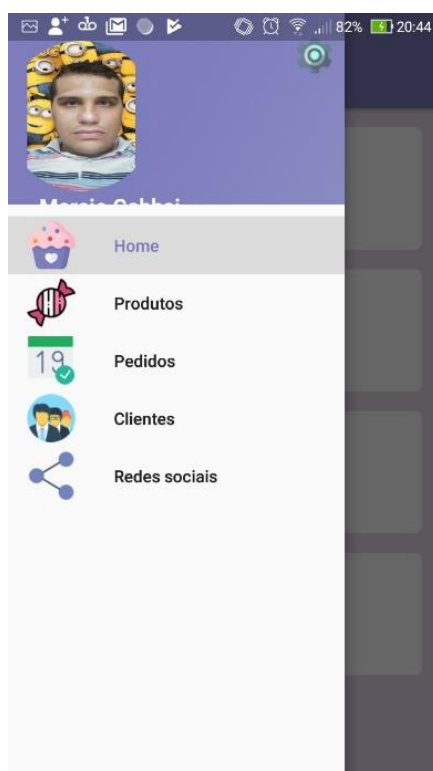 82% 20:44
Home
Produtos
19
Pedidos
Clientes
Redes sociais